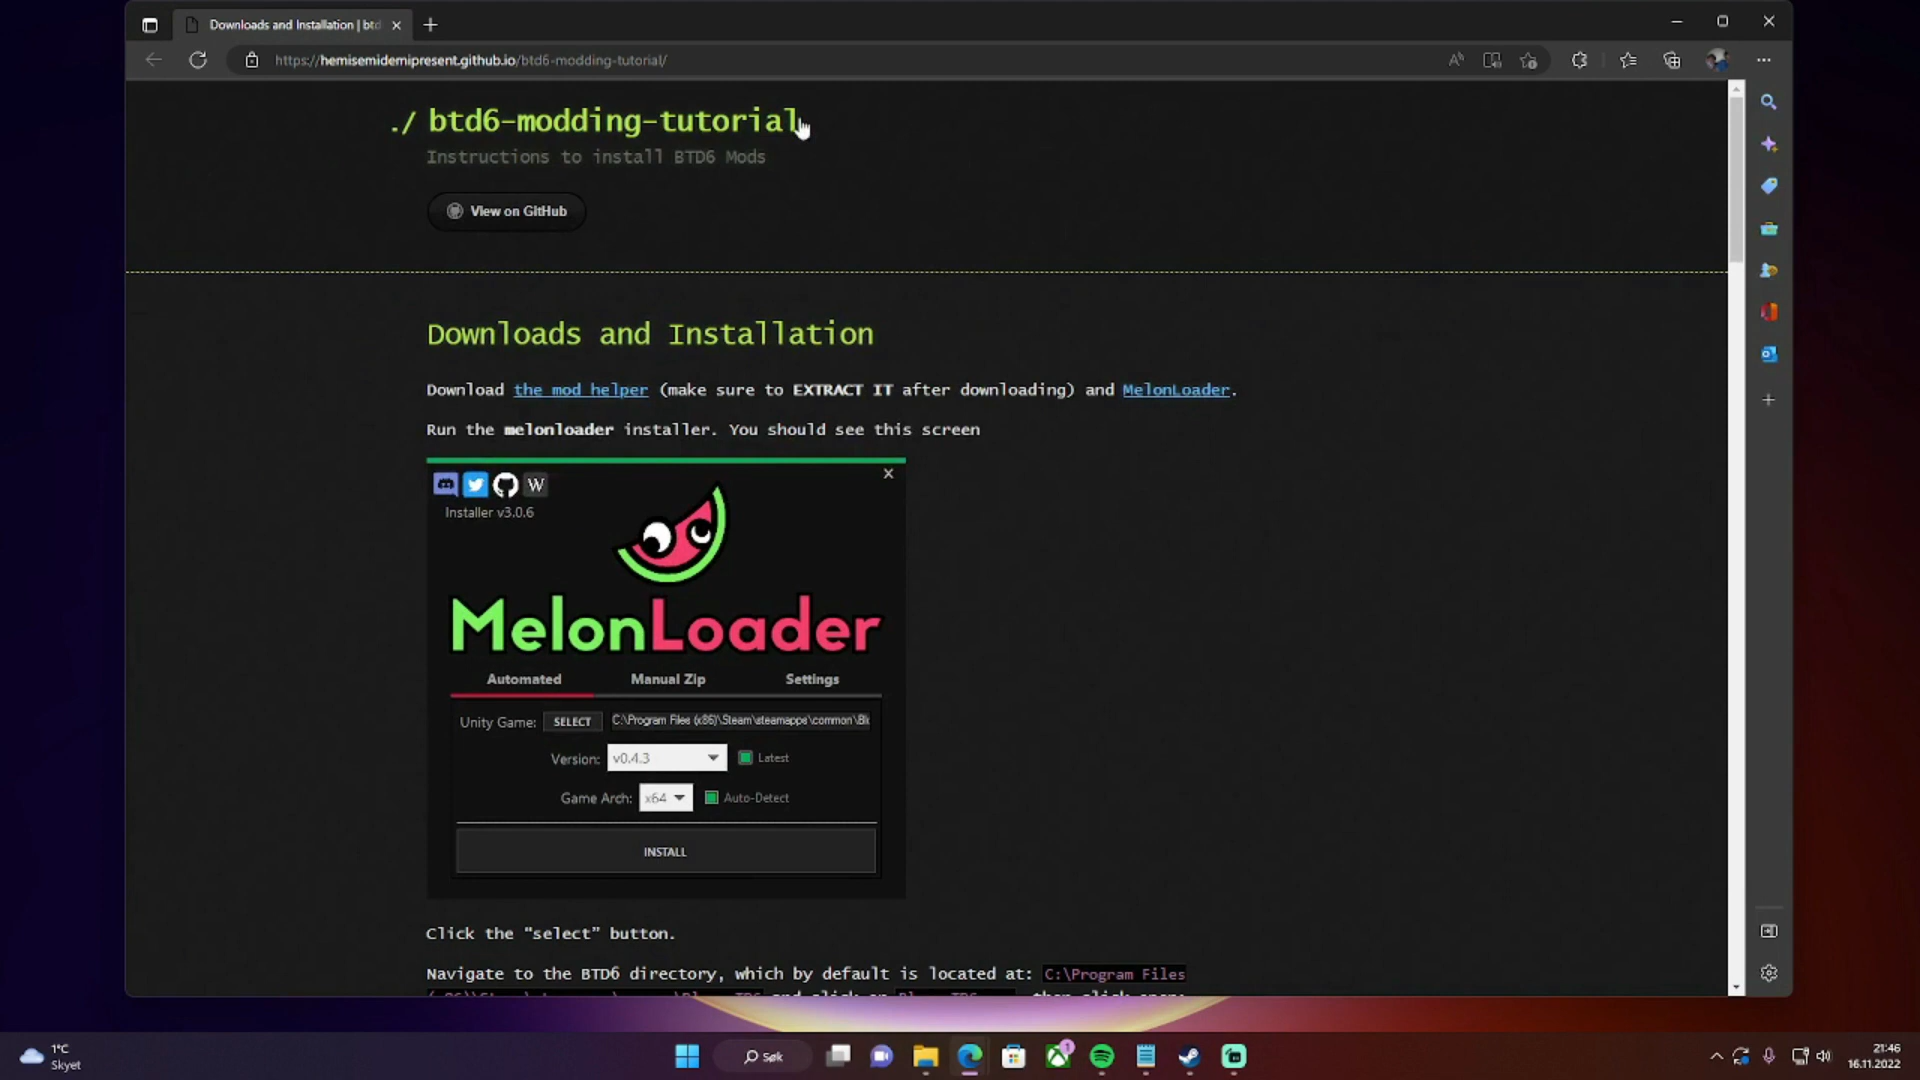 Downloads and Installation | btd
https://hemisemidemipresent.github.io/btd6-modding-tutorial/
./ btd6-modding-tutorial
Instructions to install BTD6 Mods
View on GitHub
Downloads and Installation
Download the mod helper (make sure to EXTRACT IT after downloading) and MelonLoader.
Run the melonloader installer. You should see this screen
W
Installer v3.0.6
MelonLoader
Automated Manual Zip Settings
Unity Game: SELECT C:\Program Files (x86)\Steam\steamapps\common\Blo
Version: v0.4.3 Latest
Game Arch: x64 Auto-Detect
INSTALL
Click the "select" button.
Navigate to the BTD6 directory, which by default is located at: C:\Program Files
1°C
Skyet
Søk
1
21:46
16.11.2022